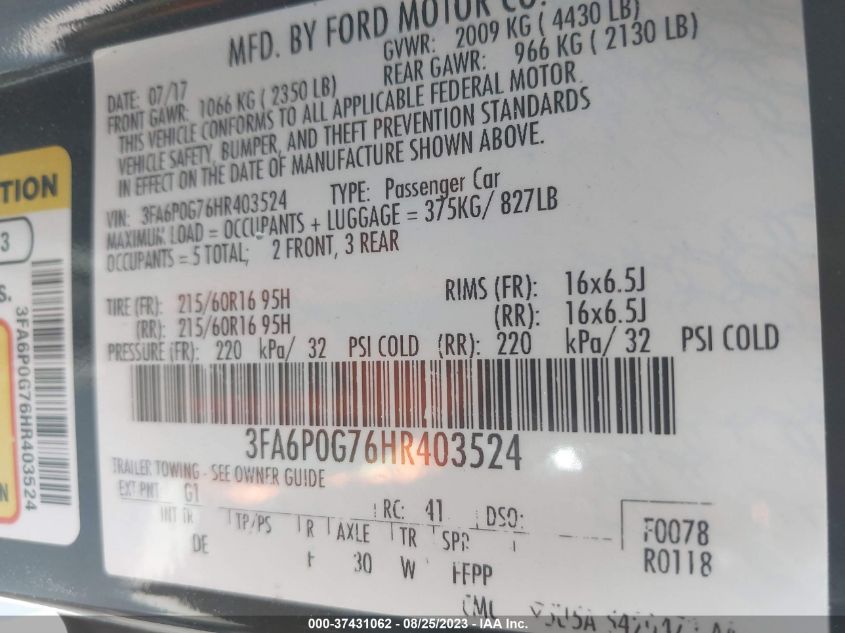 MFD. BY FORD MOTOR CO.
DATE: 07/17 GVWR: 2009 KG ( 4430 LB)
FRONT GAWR: 1066 KG ( 2350 LB) REAR GAWR: 966 KG ( 2130 LB)
THIS VEHICLE CONFORMS TO ALL APPLICABLE FEDERAL MOTOR
VEHICLE SAFETY, BUMPER, AND THEFT PREVENTION STANDARDS
IN EFFECT ON THE DATE OF MANUFACTURE SHOWN ABOVE.
VIN: 3FA6P0G76HR403524 TYPE: Passenger Car
MAXIMUM LOAD = OCCUPANTS + LUGGAGE = 375KG/ 827LB
OCCUPANTS = 5 TOTAL; 2 FRONT, 3 REAR
TIRE (FR): 215/60R16 95H RIMS (FR): 16x6.5J
(RR): 215/60R16 95H (RR): 16x6.5J
PRESSURE (FR): 220 kPa/ 32 PSI COLD (RR): 220 kPa/ 32 PSI COLD
3FA6P0G76HR403524
TRAILER TOWING - SEE OWNER GUIDE
EXT PNT G1 RC: 41 DSO: F0078
INT TR TP/PS R AXLE TR SPR R0118
DE 30 W
TION
3
S.
3FA6P0G76HR403524
N
000-37431062 - 08/25/2023 - © IAA, LLC